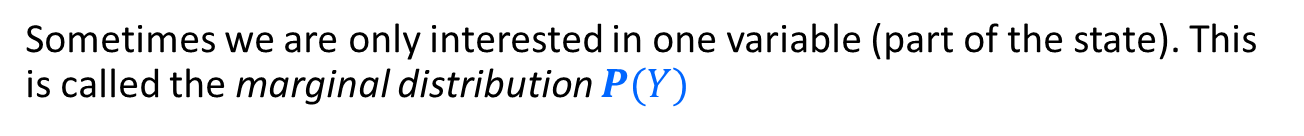 Sometimes we are only interested in one variable (part of the state). This
is called the marginal distribution P(Y)